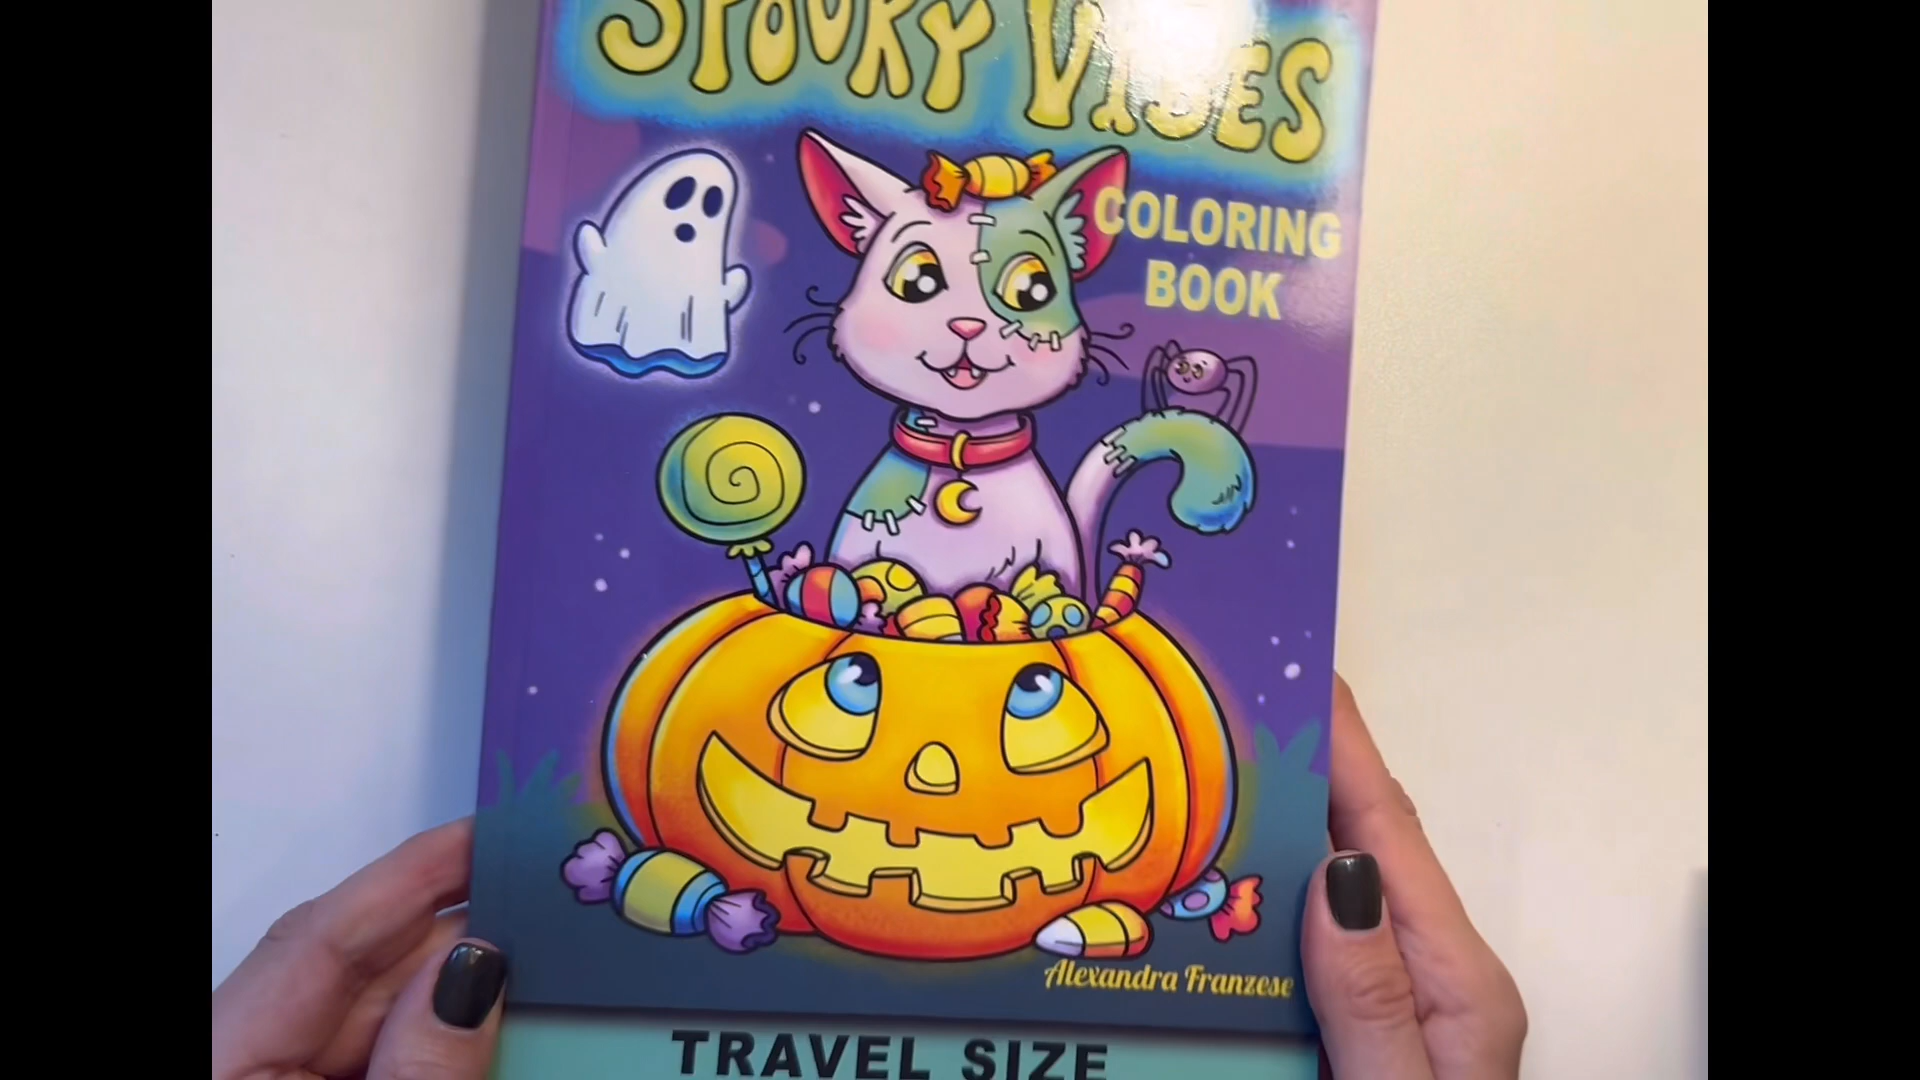 SPOOKY VIBES
COLORING
BOOK
Alexandra Franzese
TRAVEL SIZE